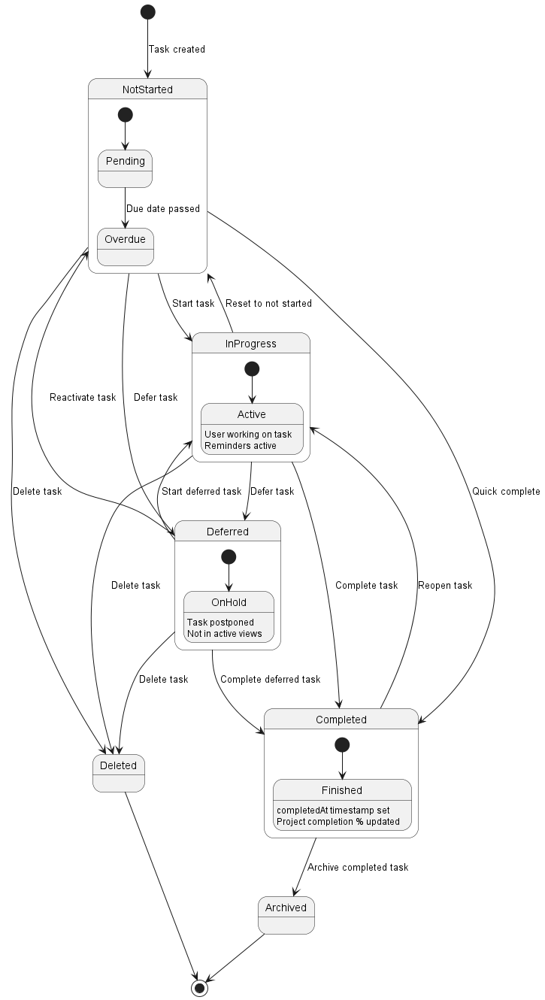 Task created
NotStarted
Pending
Due date passed
Overdue
Start task
Reset to not started
InProgress
Reactivate task
Defer task
Active
User working on task
Reminders active
Delete task
Start deferred task
Defer task
Quick complete
Deferred
Delete task
Complete task
Reopen task
OnHold
Task postponed
Not in active views
Delete task
Complete deferred task
Completed
Deleted
Finished
completedAt timestamp set
Project completion % updated
Archive completed task
Archived